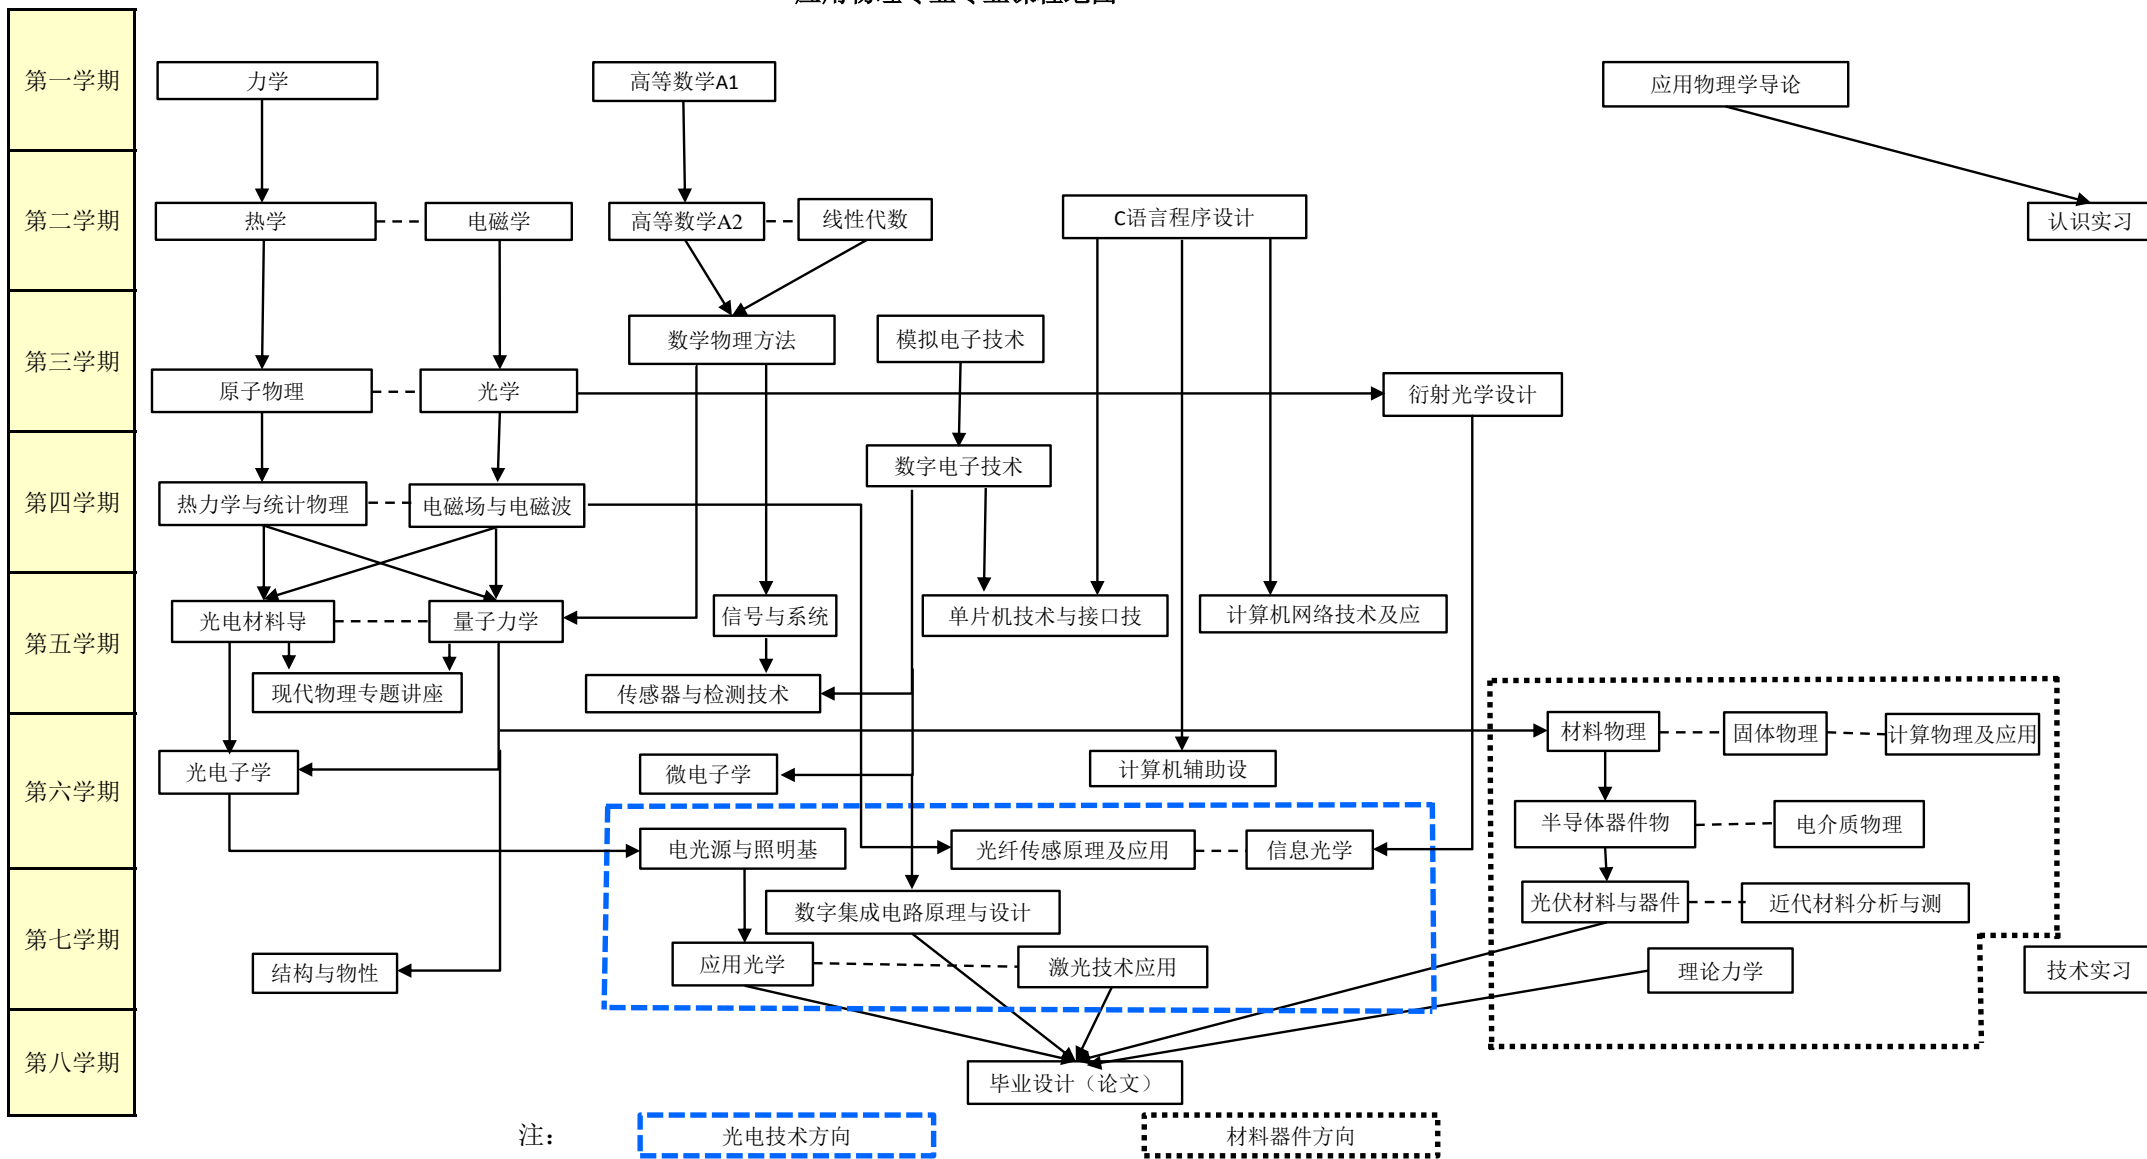 应用物理专业专业课程地图
第一学期
力学
高等数学A1
应用物理学导论
第二学期
热学
电磁学
高等数学A2
线性代数
C语言程序设计
认识实习
第三学期
数学物理方法
模拟电子技术
原子物理
光学
衍射光学设计
第四学期
数字电子技术
热力学与统计物理
电磁场与电磁波
第五学期
光电材料导
量子力学
信号与系统
单片机技术与接口技
计算机网络技术及应
现代物理专题讲座
传感器与检测技术
第六学期
材料物理
固体物理
计算物理及应用
光电子学
微电子学
计算机辅助设
半导体器件物
电介质物理
电光源与照明基
光纤传感原理及应用
信息光学
第七学期
数字集成电路原理与设计
光伏材料与器件
近代材料分析与测
结构与物性
应用光学
激光技术应用
理论力学
技术实习
第八学期
毕业设计（论文）
注：
光电技术方向
材料器件方向